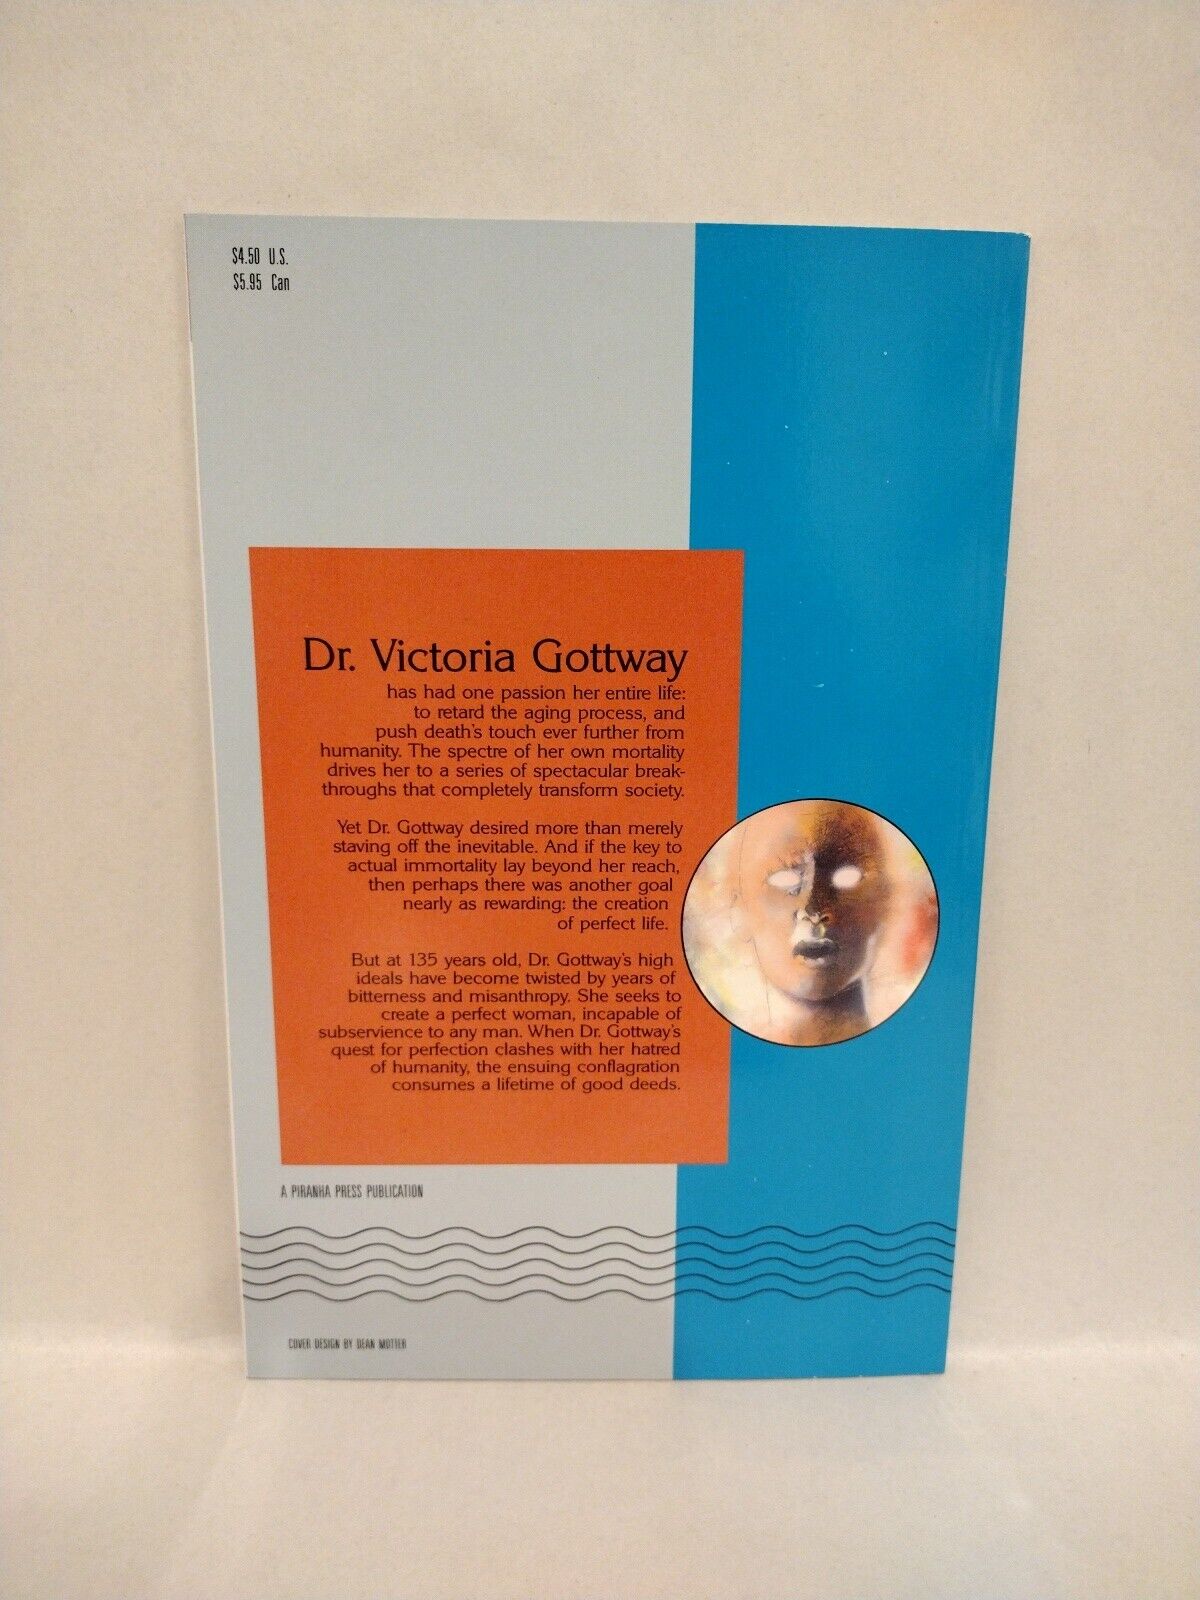 $4.50 U.S.
$5.95 Can
Dr. Victoria Gottway
has had one passion her entire life:
to retard the aging process, and
push death's touch ever further from
humanity. The spectre of her own mortality
drives her to a series of spectacular break-
throughs that completely transform society.
Yet Dr. Gottway desired more than merely
staving off the inevitable. And if the key to
actual immortality lay beyond her reach,
then perhaps there was another goal
nearly as rewarding: the creation
of perfect life.
But at 135 years old, Dr. Gottway's high
ideals have become twisted by years of
bitterness and misanthropy. She seeks to
create a perfect woman, incapable of
subservience to any man. When Dr. Gottway's
quest for perfection clashes with her hatred
of humanity, the ensuing conflagration
consumes a lifetime of good deeds.
A PIRANHA PRESS PUBLICATION
COVER DESIGN BY DEAN MOTTER